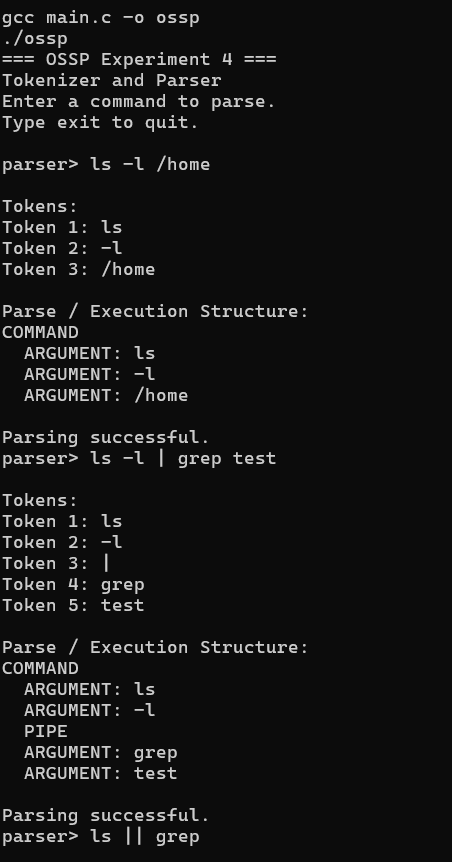 gcc main.c -o ossp
./ossp
=== OSSP Experiment 4 ===
Tokenizer and Parser
Enter a command to parse.
Type exit to quit.
parser> ls -l /home
Tokens:
Token 1: ls
Token 2: -l
Token 3: /home
Parse / Execution Structure:
COMMAND
ARGUMENT: ls
ARGUMENT: -l
ARGUMENT: /home
Parsing successful.
parser> ls -l | grep test
Tokens:
Token 1: ls
Token 2: -l
Token 3: |
Token 4: grep
Token 5: test
Parse / Execution Structure:
COMMAND
ARGUMENT: ls
ARGUMENT: -l
PIPE
ARGUMENT: grep
ARGUMENT: test
Parsing successful.
parser> ls || grep